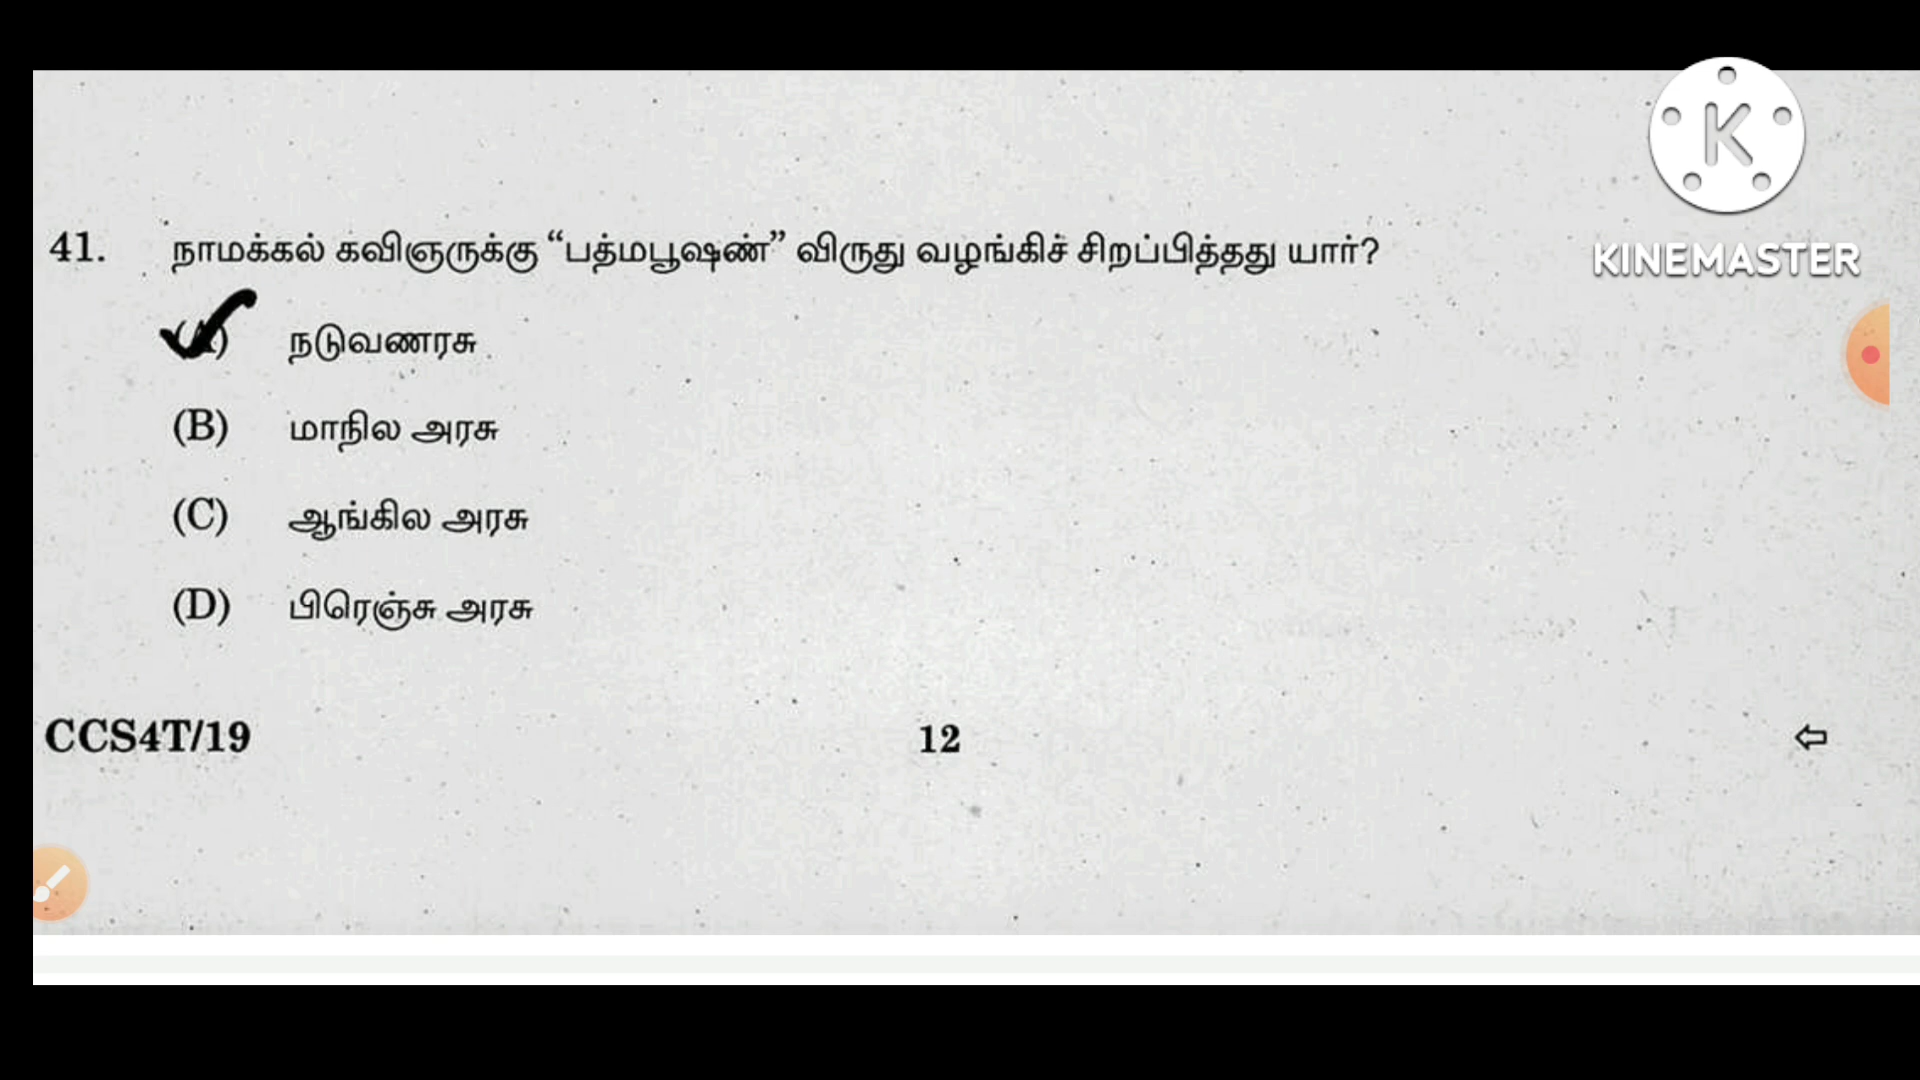 K
KINEMASTER
41. நாமக்கல் கவிஞருக்கு “பத்மபூஷண்” விருது வழங்கிச் சிறப்பித்தது யார்?
(A) நடுவணரசு
(B) மாநில அரசு
(C) ஆங்கில அரசு
(D) பிரெஞ்சு அரசு
CCS4T/19 12